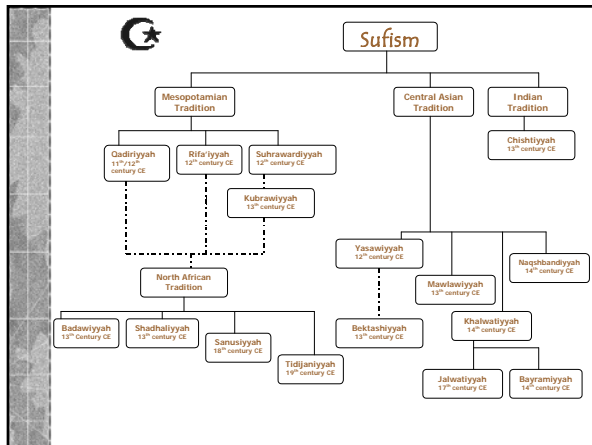 Sufism
Mesopotamian
Tradition
Central Asian
Tradition
Indian
Tradition
Chishtiyyah
13th century CE
Qadiriyyah
11th/12th
century CE
Rifa'iyyah
12th century CE
Suhrawardiyyah
12th century CE
Kubrawiyyah
13th century CE
Yasawiyyah
12th century CE
Mawlawiyyah
13th century CE
Naqshbandiyyah
14th century CE
North African
Tradition
Khalwatiyyah
14th century CE
Badawiyyah
13th Century CE
Shadhaliyyah
13th century CE
Sanusiyyah
18th century CE
Tidijaniyyah
19th century CE
Bektashiyyah
13th century CE
Jalwatiyyah
17th century CE
Bayramiyyah
14th century CE